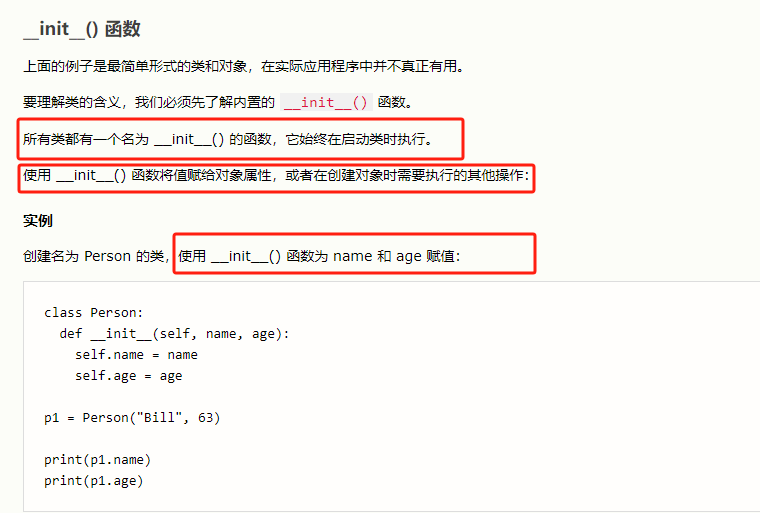 __init__() 函数
上面的例子是最简单形式的类和对象，在实际应用程序中并不真正有用。
要理解类的含义，我们必须先了解内置的 __init__() 函数。
所有类都有一个名为 __init__() 的函数，它始终在启动类时执行。
使用 __init__() 函数将值赋给对象属性，或者在创建对象时需要执行的其他操作：
实例
创建名为 Person 的类，使用 __init__() 函数为 name 和 age 赋值：
class Person:
  def __init__(self, name, age):
    self.name = name
    self.age = age
p1 = Person("Bill", 63)
print(p1.name)
print(p1.age)